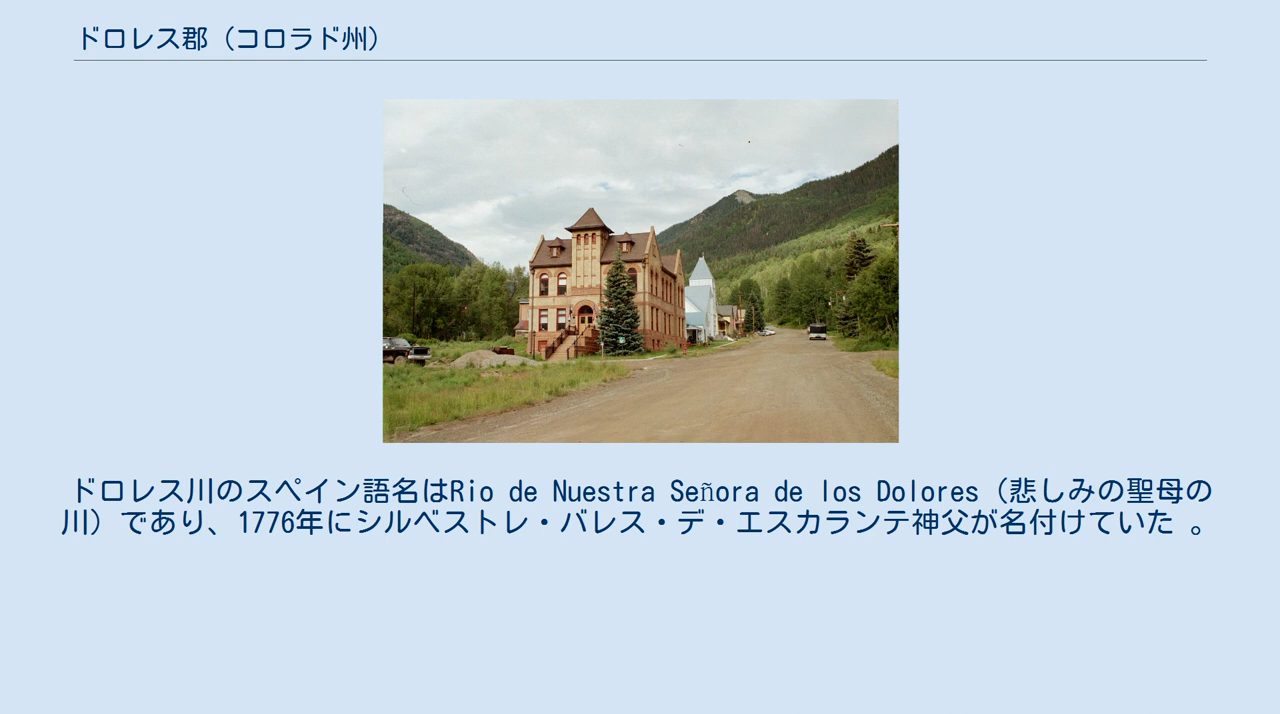 ドロレス郡（コロラド州）
ドロレス川のスペイン語名はRio de Nuestra Señora de los Dolores（悲しみの聖母の
川）であり、1776年にシルベストレ・バレス・デ・エスカランテ神父が名付けていた 。